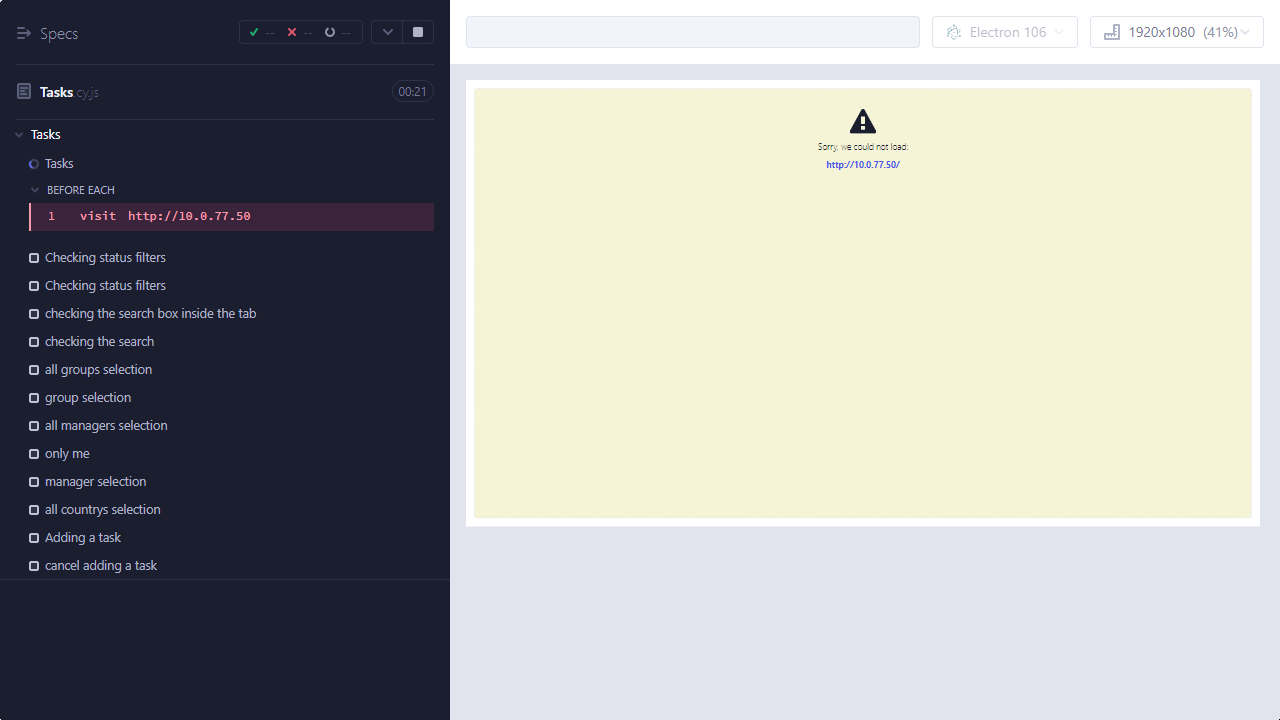 Specs
-- -- --
Tasks.cy.js 00:21
Tasks
Tasks
BEFORE EACH
1 visit http://10.0.77.50
Checking status filters
Checking status filters
checking the search box inside the tab
checking the search
all groups selection
group selection
all managers selection
only me
manager selection
all countrys selection
Adding a task
cancel adding a task
Electron 106
1920x1080 (41%)
Sorry, we could not load:
http://10.0.77.50/